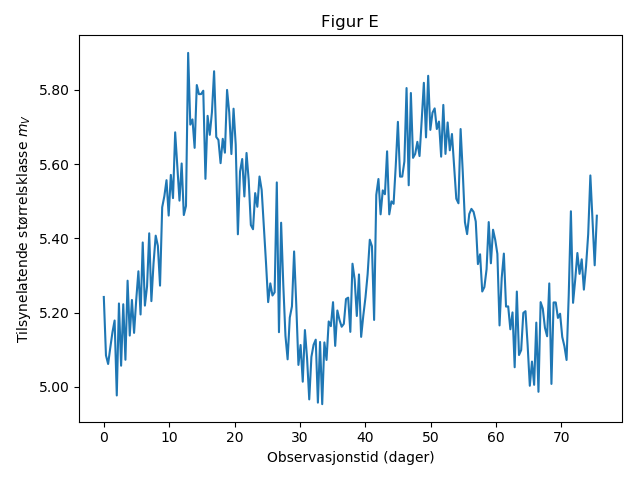 Figur E
Tilsynelatende størrelsklasse $m_V$
5.80
5.60
5.40
5.20
5.00
0 10 20 30 40 50 60 70
Observasjonstid (dager)